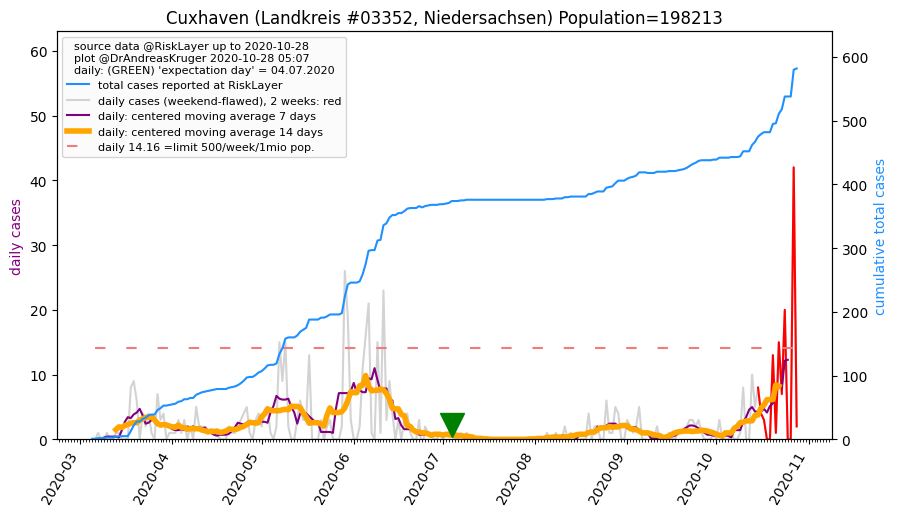 Cuxhaven (Landkreis #03352, Niedersachsen) Population=198213
source data @RiskLayer up to 2020-10-28
plot @DrAndreasKruger 2020-10-28 05:07
daily: (GREEN) 'expectation day' = 04.07.2020
total cases reported at RiskLayer
daily cases (weekend-flawed), 2 weeks: red
daily: centered moving average 7 days
daily: centered moving average 14 days
daily 14.16 =limit 500/week/1mio pop.
daily cases
60
50
40
30
20
10
0
600
500
400
300
200
100
0
cumulative total cases
2020-03
2020-04
2020-05
2020-06
2020-07
2020-08
2020-09
2020-10
2020-11